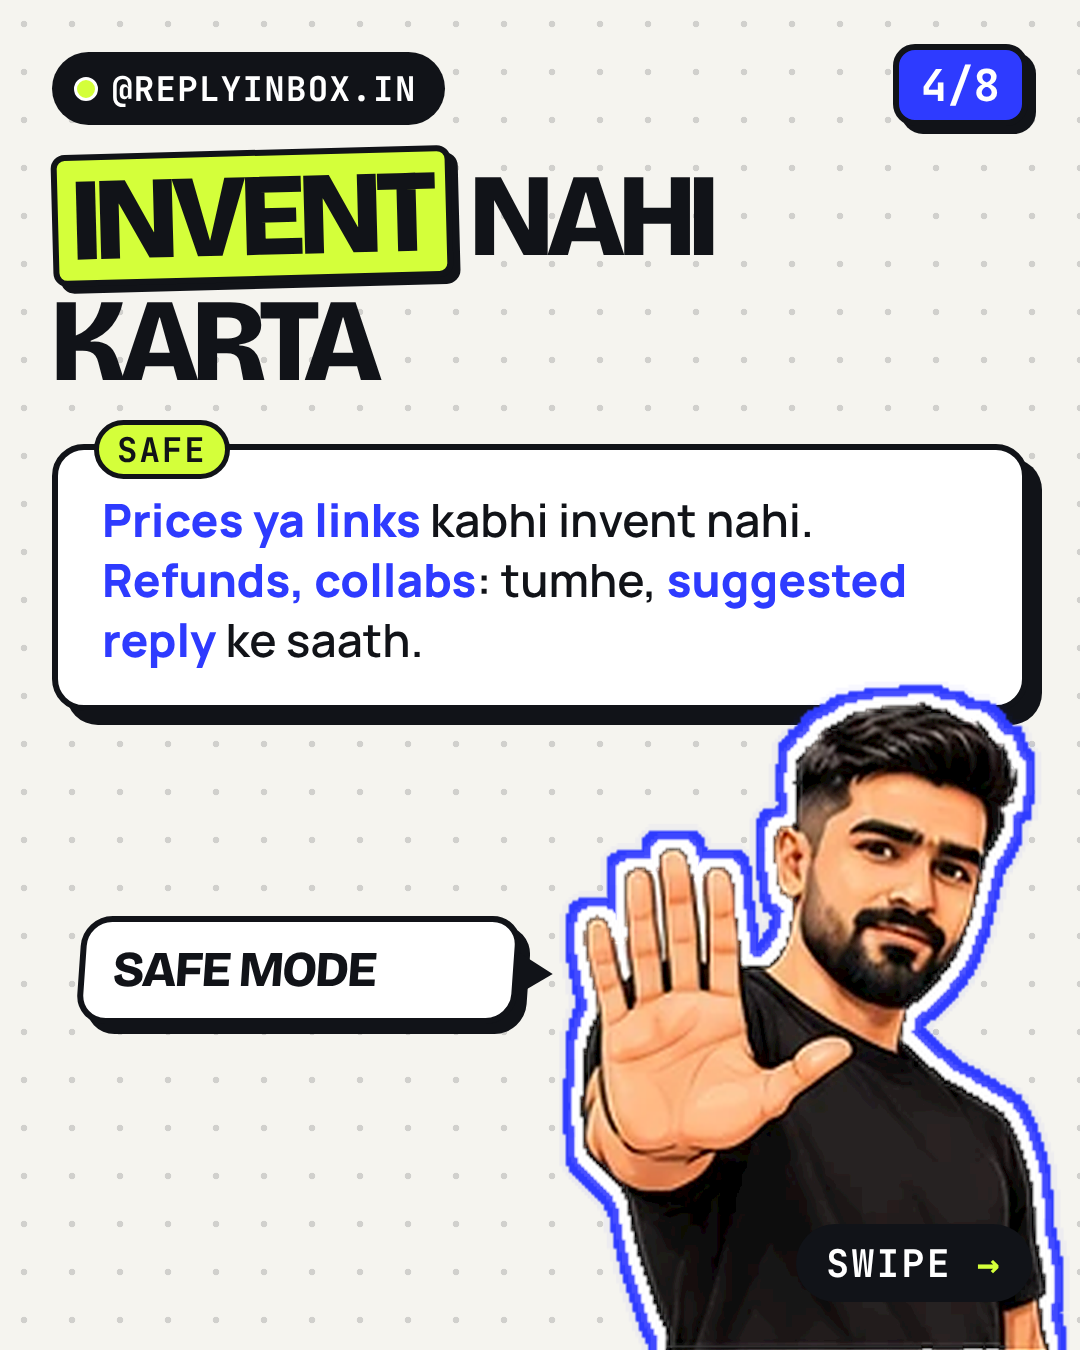 @REPLYINBOX.IN
4/8
INVENT NAHI
KARTA
SAFE
Prices ya links kabhi invent nahi.
Refunds, collabs: tumhe, suggested
reply ke saath.
SAFE MODE
SWIPE →